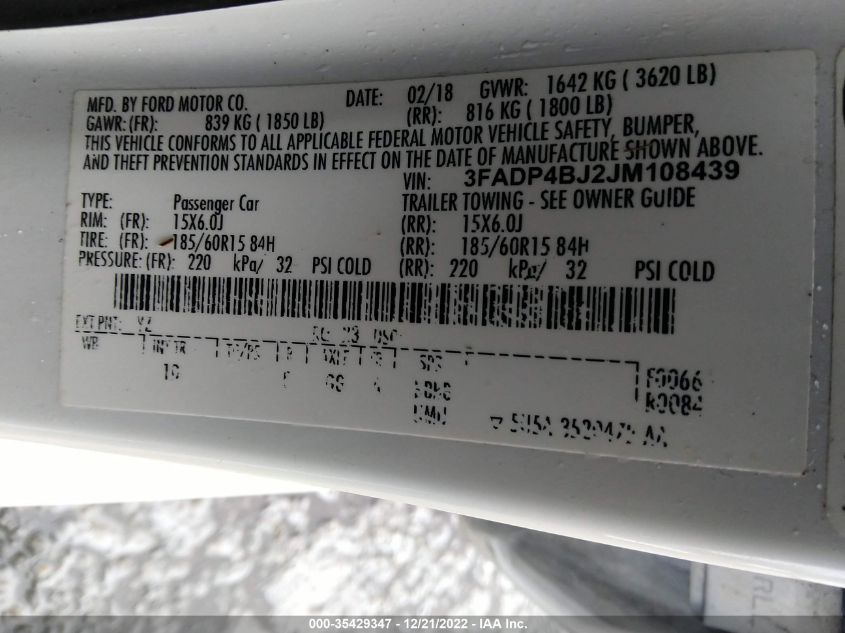 MFD. BY FORD MOTOR CO. DATE: 02/18 GVWR: 1642 KG ( 3620 LB)
GAWR: (FR): 839 KG ( 1850 LB) (RR): 816 KG ( 1800 LB)
THIS VEHICLE CONFORMS TO ALL APPLICABLE FEDERAL MOTOR VEHICLE SAFETY, BUMPER,
AND THEFT PREVENTION STANDARDS IN EFFECT ON THE DATE OF MANUFACTURE SHOWN ABOVE.
VIN: 3FADP4BJ2JM108439
TYPE: Passenger Car TRAILER TOWING - SEE OWNER GUIDE
RIM: (FR): 15X6.0J (RR): 15X6.0J
TIRE: (FR): 185/60R15 84H (RR): 185/60R15 84H
PRESSURE: (FR): 220 kPa/ 32 PSI COLD (RR): 220 kPa/ 32 PSI COLD
EXT PNT: YZ
WB INT TR
F0066
R0084
000-35429347 - 12/21/2022 - IAA Inc.